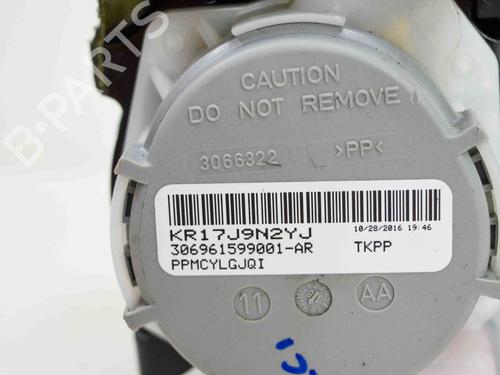 B-PARTS
CAUTION
DO NOT REMOVE
3066322 >PP<
KR17J9N2YJ 10/28/2016 19:46
306961599001-AR TKPP
PPMCYLGJQI
11 AA